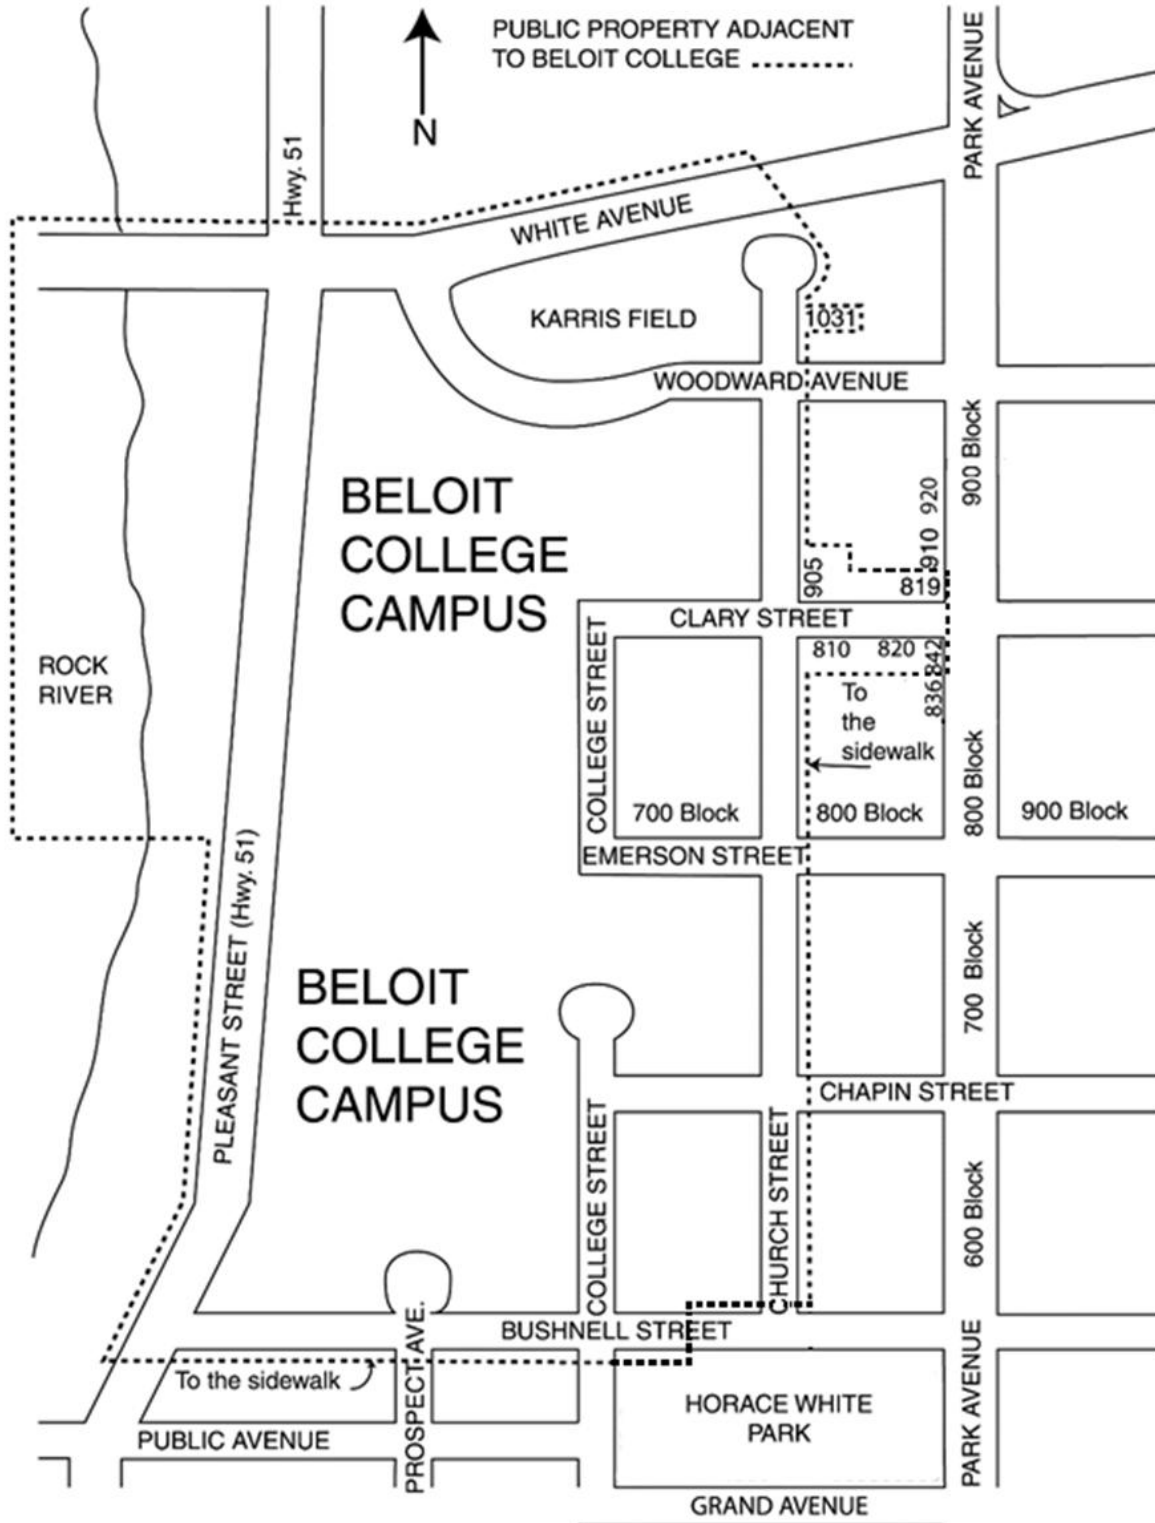 PUBLIC PROPERTY ADJACENT
TO BELOIT COLLEGE
N
Hwy. 51
PARK AVENUE
WHITE AVENUE
KARRIS FIELD
1031
WOODWARD AVENUE
900 Block
BELOIT
COLLEGE
CAMPUS
920
910
905
819
CLARY STREET
810
820
842
836
ROCK
RIVER
COLLEGE STREET
To
the
sidewalk
700 Block
800 Block
800 Block
900 Block
EMERSON STREET
PLEASANT STREET (Hwy. 51)
BELOIT
COLLEGE
CAMPUS
700 Block
CHAPIN STREET
COLLEGE STREET
CHURCH STREET
600 Block
BUSHNELL STREET
PROSPECT AVE.
To the sidewalk
HORACE WHITE
PARK
PARK AVENUE
PUBLIC AVENUE
GRAND AVENUE